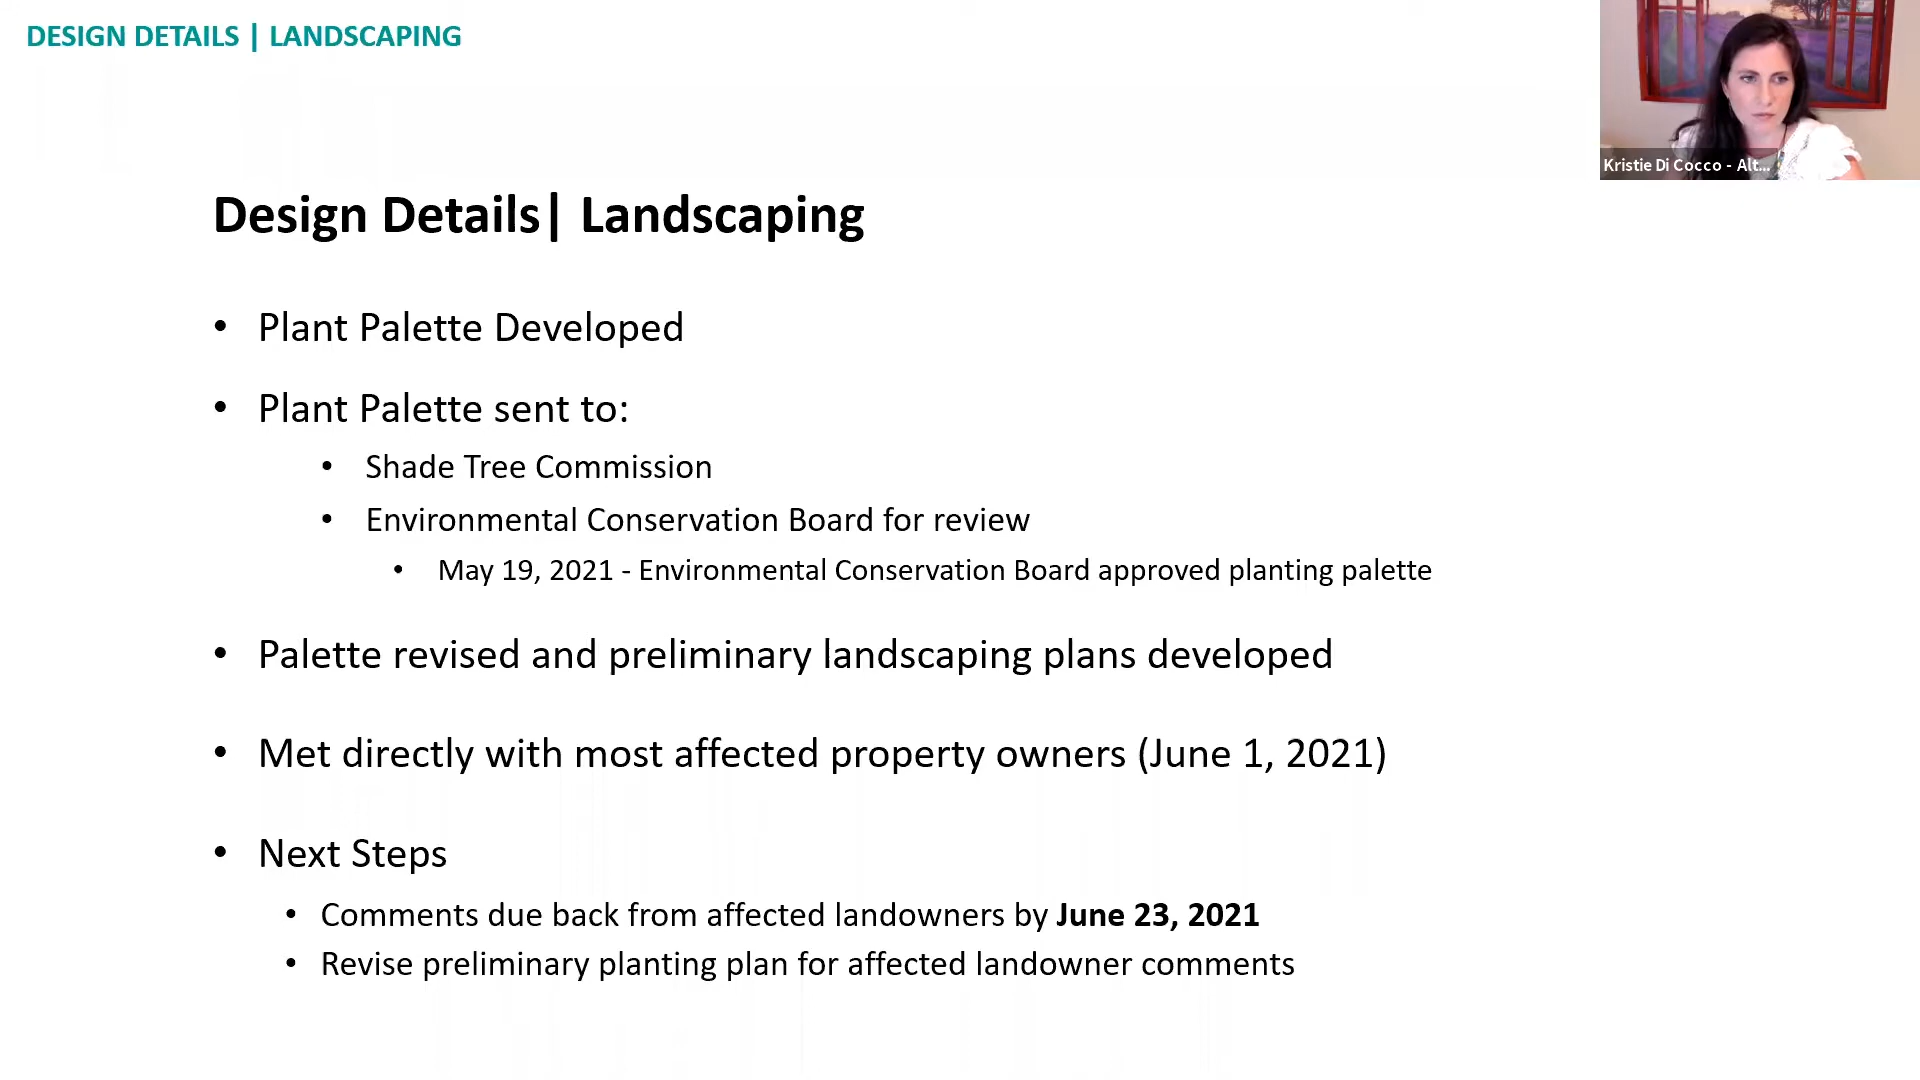 DESIGN DETAILS | LANDSCAPING
Kristie Di Cocco - Alt...
Design Details| Landscaping
• Plant Palette Developed
• Plant Palette sent to:
• Shade Tree Commission
• Environmental Conservation Board for review
• May 19, 2021 - Environmental Conservation Board approved planting palette
• Palette revised and preliminary landscaping plans developed
• Met directly with most affected property owners (June 1, 2021)
• Next Steps
• Comments due back from affected landowners by June 23, 2021
• Revise preliminary planting plan for affected landowner comments